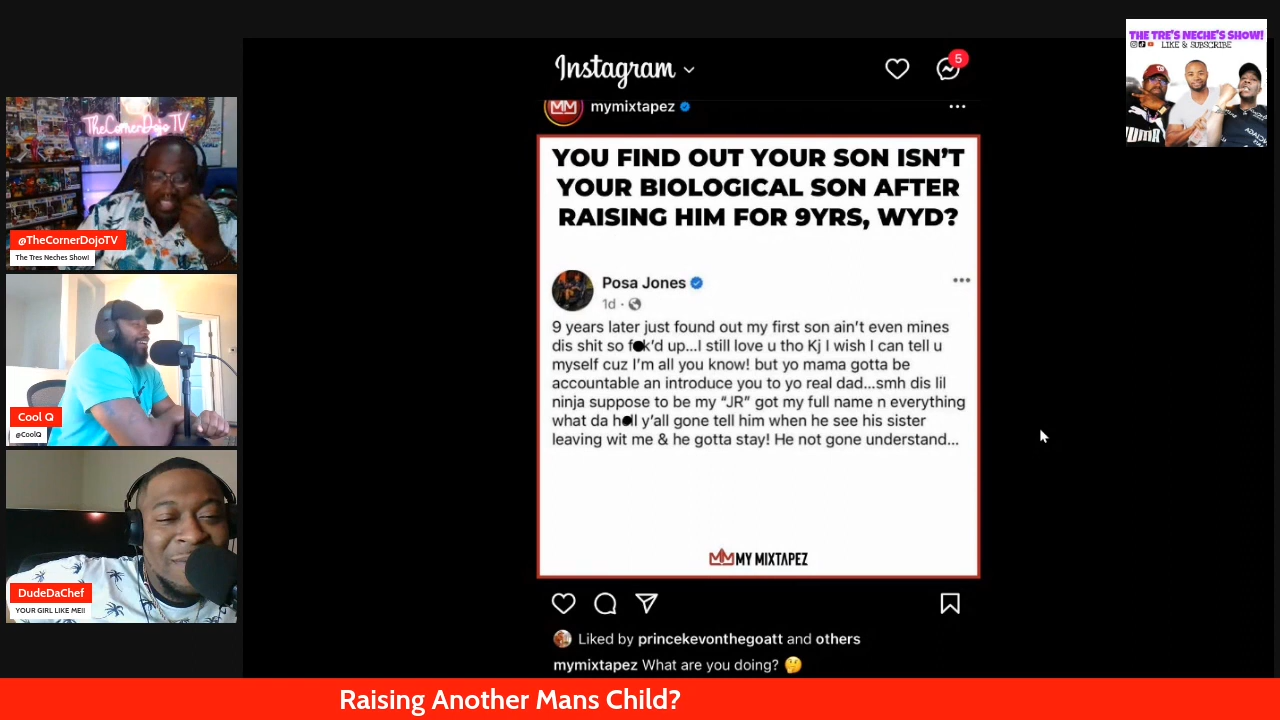 THE TRE'S NECHE'S SHOW!
LIKE & SUBSCRIBE
Instagram
5
mymixtapez
YOU FIND OUT YOUR SON ISN'T
YOUR BIOLOGICAL SON AFTER
RAISING HIM FOR 9YRS, WYD?
Posa Jones
1d ·
9 years later just found out my first son ain't even mines
dis shit so f●k'd up...I still love u tho Kj I wish I can tell u
myself cuz I'm all you know! but yo mama gotta be
accountable an introduce you to yo real dad...smh dis lil
ninja suppose to be my "JR" got my full name n everything
what da h●ll y'all gone tell him when he see his sister
leaving wit me & he gotta stay! He not gone understand...
MM MY MIXTAPEZ
Liked by princekevonthegoatt and others
mymixtapez What are you doing? 🤔
TheCornerDojoTV
@TheCornerDojoTV
The Tres Neches Show!
Cool Q
@CoolQ
DudeDaChef
YOUR GIRL LIKE ME!!
Raising Another Mans Child?